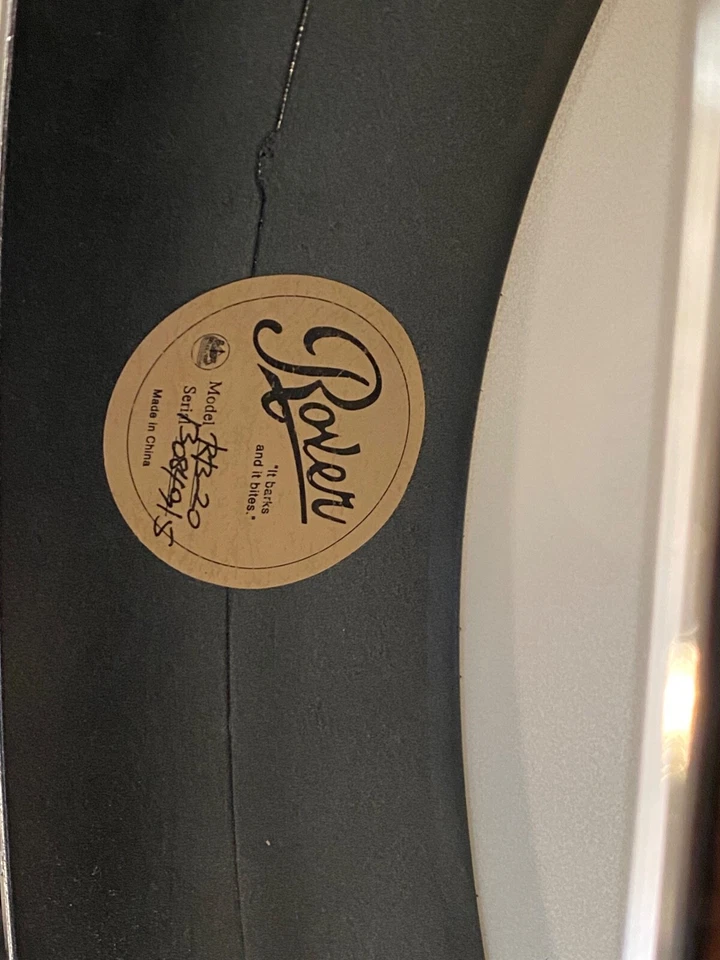 Rover
"It barks
and it bites."
Model RB-20
Serial
Made in China